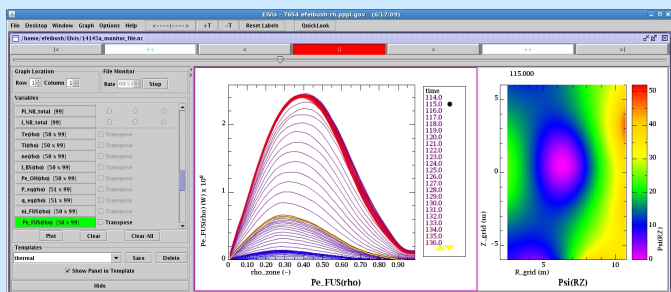 ElVis - 7654 efeibush-rh.pppl.gov (6/17/09)
File Desktop Window Graph Options Help <----|----> +T -T Reset Labels QuickLook
/home/efeibush/Elvis/14145a_monitor_file.nc
|< << < || > >> >|
Graph Location File Monitor
Row 1 Column 1 Rate 00:53 Stop
Variables
Pi_NB_total [99]
I_NB_total [99]
Te(rho) [50 x 99] Transpose
Ti(rho) [50 x 99] Transpose
ne(rho) [50 x 99] Transpose
I_BS(rho) [50 x 99] Transpose
Pe_OH(rho) [50 x 99] Transpose
P_eq(rho) [51 x 99] Transpose
q_eq(rho) [51 x 99] Transpose
ni_FUS(rho) [50 x 99] Transpose
Pe_FUS(rho) [50 x 99] Transpose
Plot Clear Clear All
Templates
thermal Save Delete
Show Panel in Template
Hide
Pe_FUS(rho) (W) x 10⁶
2
1
0
0 0.10 0.20 0.30 0.40 0.50 0.60 0.70 0.80 0.90
rho_zone (-)
Pe_FUS(rho)
time
114.0
115.0
116.0
117.0
118.0
119.0
120.0
121.0
122.0
123.0
124.0
125.0
126.0
127.0
128.0
129.0
130.0
131.0
132.0
133.0
134.0
135.0
136.0
115.000
Z_grid (m)
5
0
-5
5 10
R_grid (m)
Psi(RZ)
50
40
30
20
10
0
Psi(RZ)